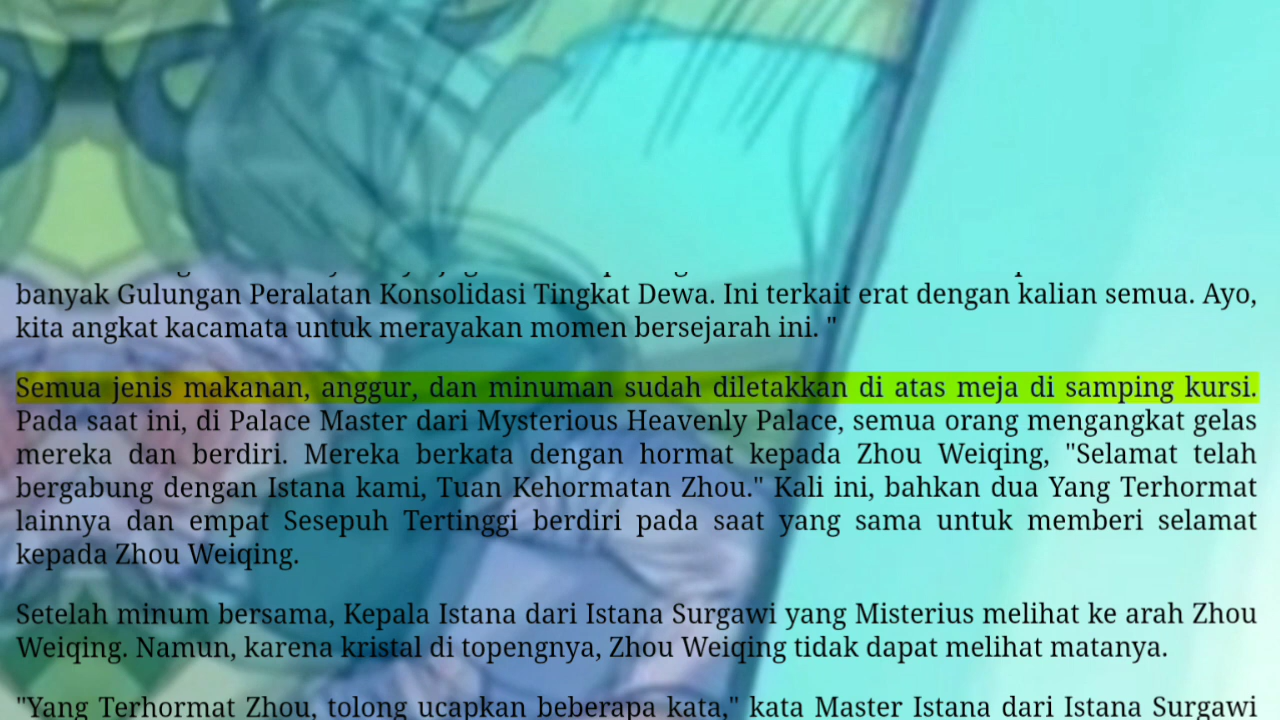 banyak Gulungan Peralatan Konsolidasi Tingkat Dewa. Ini terkait erat dengan kalian semua. Ayo,
kita angkat kacamata untuk merayakan momen bersejarah ini. "
Semua jenis makanan, anggur, dan minuman sudah diletakkan di atas meja di samping kursi.
Pada saat ini, di Palace Master dari Mysterious Heavenly Palace, semua orang mengangkat gelas
mereka dan berdiri. Mereka berkata dengan hormat kepada Zhou Weiqing, "Selamat telah
bergabung dengan Istana kami, Tuan Kehormatan Zhou." Kali ini, bahkan dua Yang Terhormat
lainnya dan empat Sesepuh Tertinggi berdiri pada saat yang sama untuk memberi selamat
kepada Zhou Weiqing.
Setelah minum bersama, Kepala Istana dari Istana Surgawi yang Misterius melihat ke arah Zhou
Weiqing. Namun, karena kristal di topengnya, Zhou Weiqing tidak dapat melihat matanya.
"Yang Terhormat Zhou, tolong ucapkan beberapa kata," kata Master Istana dari Istana Surgawi